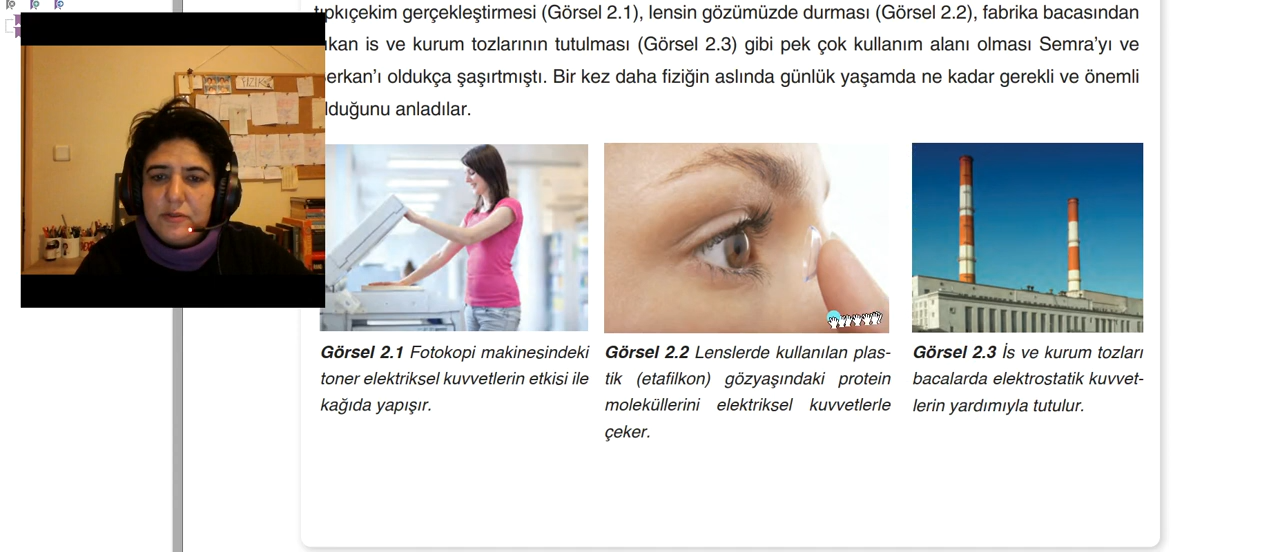 tıpkıçekim gerçekleştirmesi (Görsel 2.1), lensin gözümüzde durması (Görsel 2.2), fabrika bacasından
ıkan is ve kurum tozlarının tutulması (Görsel 2.3) gibi pek çok kullanım alanı olması Semra’yı ve
erkan’ı oldukça şaşırtmıştı. Bir kez daha fiziğin aslında günlük yaşamda ne kadar gerekli ve önemli
lduğunu anladılar.
FİZİK
Görsel 2.1 Fotokopi makinesindeki
toner elektriksel kuvvetlerin etkisi ile
kağıda yapışır.
Görsel 2.2 Lenslerde kullanılan plas-
tik (etafilkon) gözyaşındaki protein
moleküllerini elektriksel kuvvetlerle
çeker.
Görsel 2.3 İs ve kurum tozları
bacalarda elektrostatik kuvvet-
lerin yardımıyla tutulur.